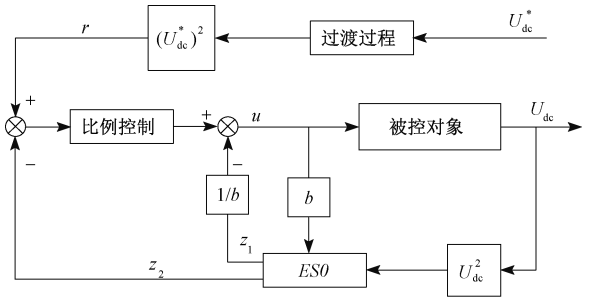 r
(U*dc)²
过渡过程
U*dc
+
比例控制
+
u
被控对象
Udc
−
−
1/b
b
z₁
z₂
ES0
U²dc